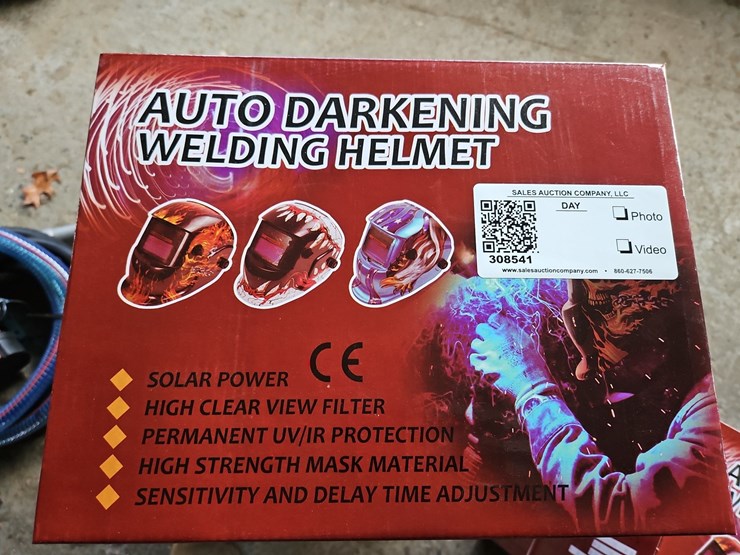 AUTO DARKENING
WELDING HELMET
SALES AUCTION COMPANY, LLC
DAY
Photo
Video
308541
www.salesauctioncompany.com • 860-627-7506
CE
SOLAR POWER
HIGH CLEAR VIEW FILTER
PERMANENT UV/IR PROTECTION
HIGH STRENGTH MASK MATERIAL
SENSITIVITY AND DELAY TIME ADJUSTMENT